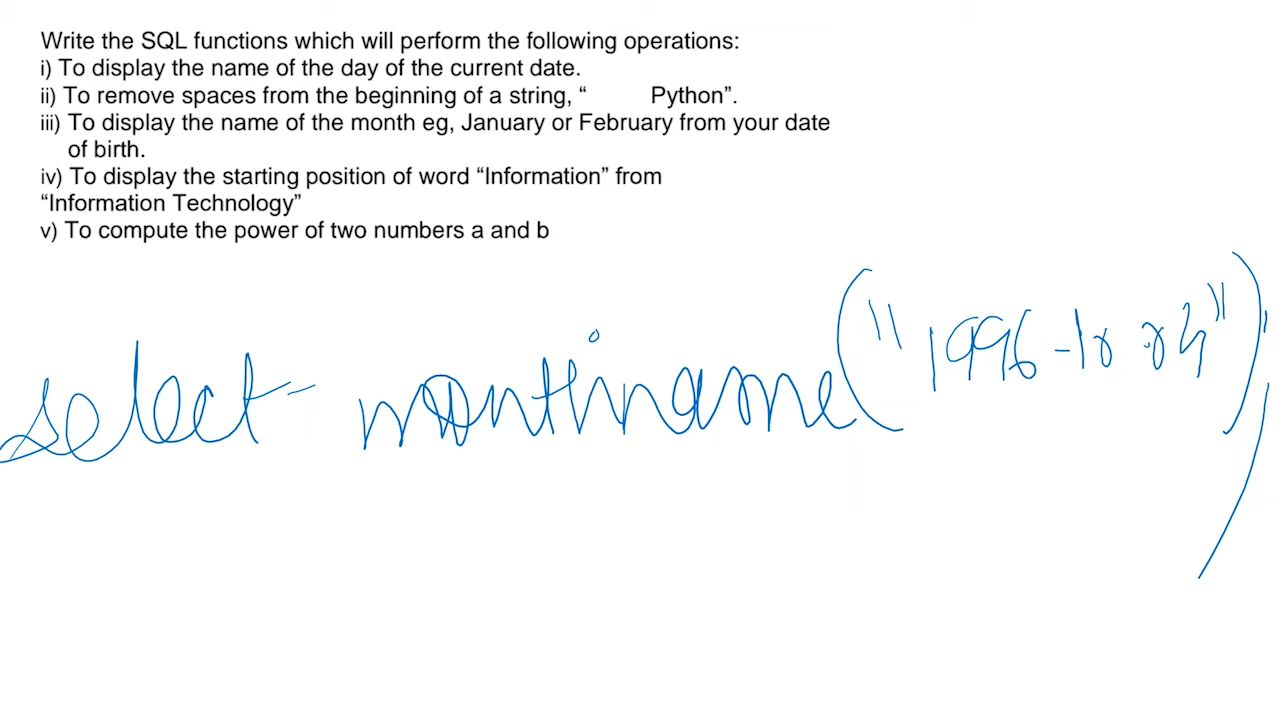 Write the SQL functions which will perform the following operations:
i) To display the name of the day of the current date.
ii) To remove spaces from the beginning of a string, “ Python”.
iii) To display the name of the month eg, January or February from your date
of birth.
iv) To display the starting position of word “Information” from
“Information Technology”
v) To compute the power of two numbers a and b
select monthname("1996-10